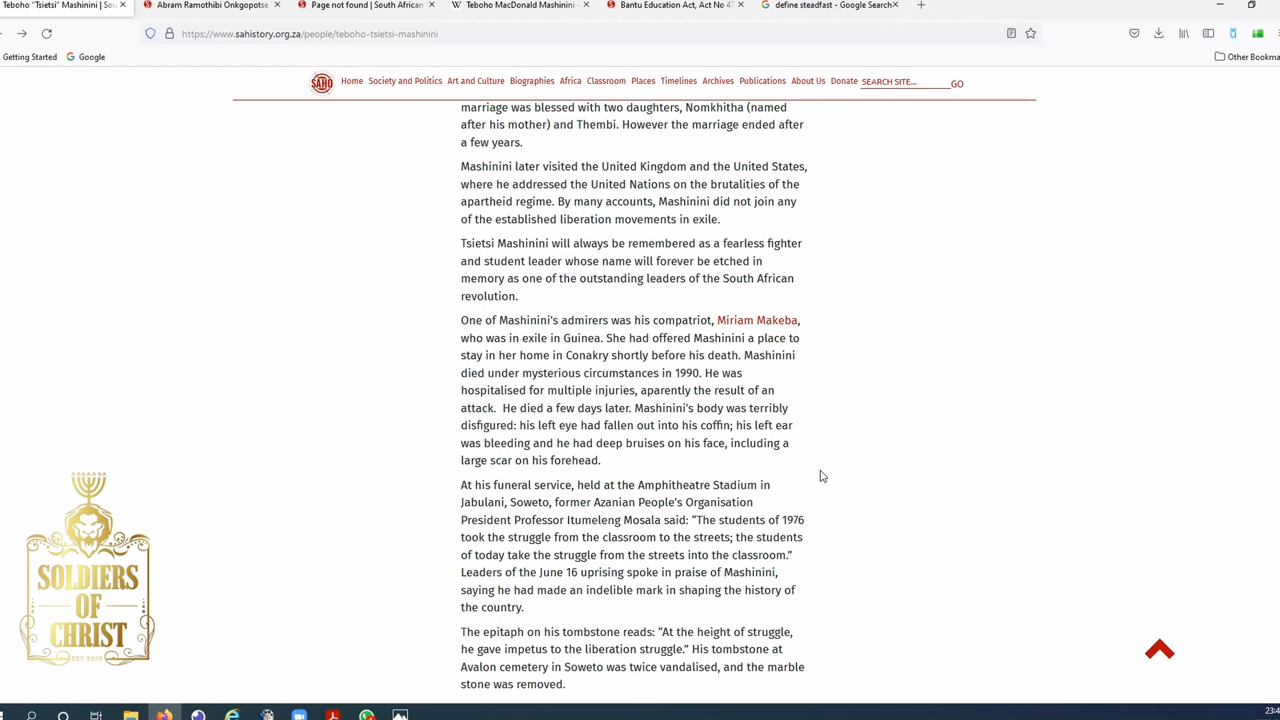 Teboho "Tsietsi" Mashinini | Sou
Abram Ramothibi Onkgopotse
Page not found | South African
Teboho MacDonald Mashinini -
Bantu Education Act, Act No 47
define steadfast - Google Search
https://www.sahistory.org.za/people/teboho-tsietsi-mashinini
Getting Started
Google
Other Bookma
SAHO
Home Society and Politics Art and Culture Biographies Africa Classroom Places Timelines Archives Publications About Us Donate SEARCH SITE... GO
marriage was blessed with two daughters, Nomkhitha (named
after his mother) and Thembi. However the marriage ended after
a few years.
Mashinini later visited the United Kingdom and the United States,
where he addressed the United Nations on the brutalities of the
apartheid regime. By many accounts, Mashinini did not join any
of the established liberation movements in exile.
Tsietsi Mashinini will always be remembered as a fearless fighter
and student leader whose name will forever be etched in
memory as one of the outstanding leaders of the South African
revolution.
One of Mashinini's admirers was his compatriot, Miriam Makeba,
who was in exile in Guinea. She had offered Mashinini a place to
stay in her home in Conakry shortly before his death. Mashinini
died under mysterious circumstances in 1990. He was
hospitalised for multiple injuries, aparently the result of an
attack. He died a few days later. Mashinini's body was terribly
disfigured: his left eye had fallen out into his coffin; his left ear
was bleeding and he had deep bruises on his face, including a
large scar on his forehead.
At his funeral service, held at the Amphitheatre Stadium in
Jabulani, Soweto, former Azanian People's Organisation
President Professor Itumeleng Mosala said: "The students of 1976
took the struggle from the classroom to the streets; the students
of today take the struggle from the streets into the classroom."
Leaders of the June 16 uprising spoke in praise of Mashinini,
saying he had made an indelible mark in shaping the history of
the country.
The epitaph on his tombstone reads: "At the height of struggle,
he gave impetus to the liberation struggle." His tombstone at
Avalon cemetery in Soweto was twice vandalised, and the marble
stone was removed.
SOLDIERS
OF
CHRIST
EST 2015
23:4